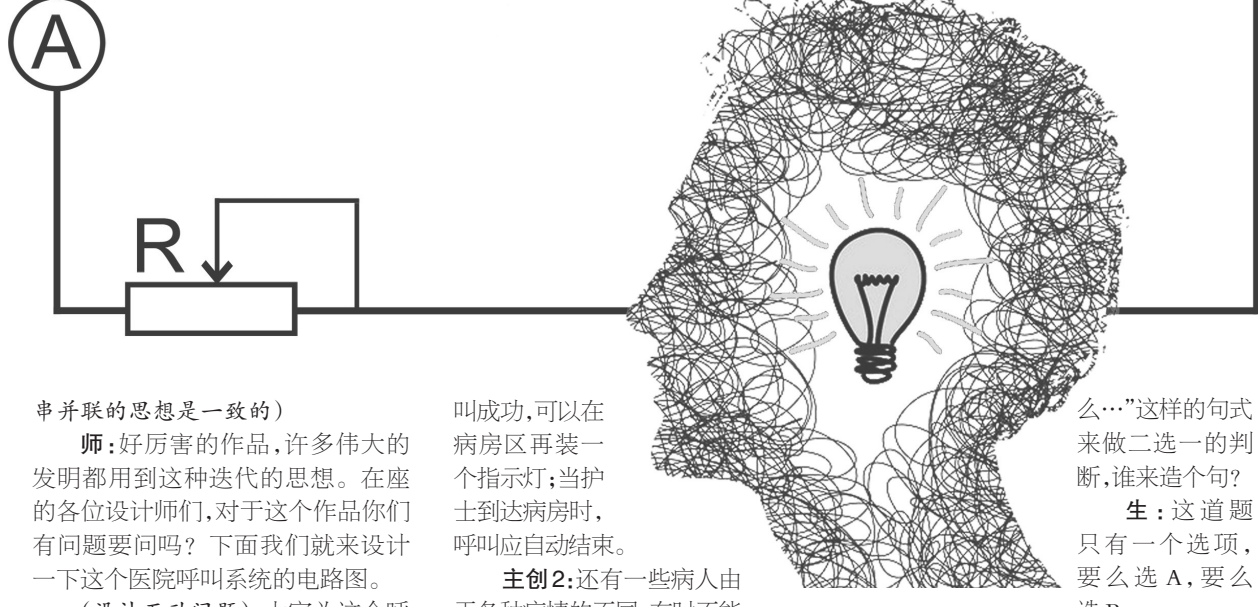 A
R
串并联的思想是一致的)
师:好厉害的作品,许多伟大的
发明都用到这种迭代的思想。在座
的各位设计师们,对于这个作品你们
有问题要问吗? 下面我们就来设计
一下这个医院呼叫系统的电路图。
叫成功,可以在
病房区再装一
个指示灯;当护
士到达病房时,
呼叫应自动结束。
主创2:还有一些病人由
么…”这样的句式
来做二选一的判
断,谁来造个句?
生:这道题
只有一个选项,
要么选 A,要么